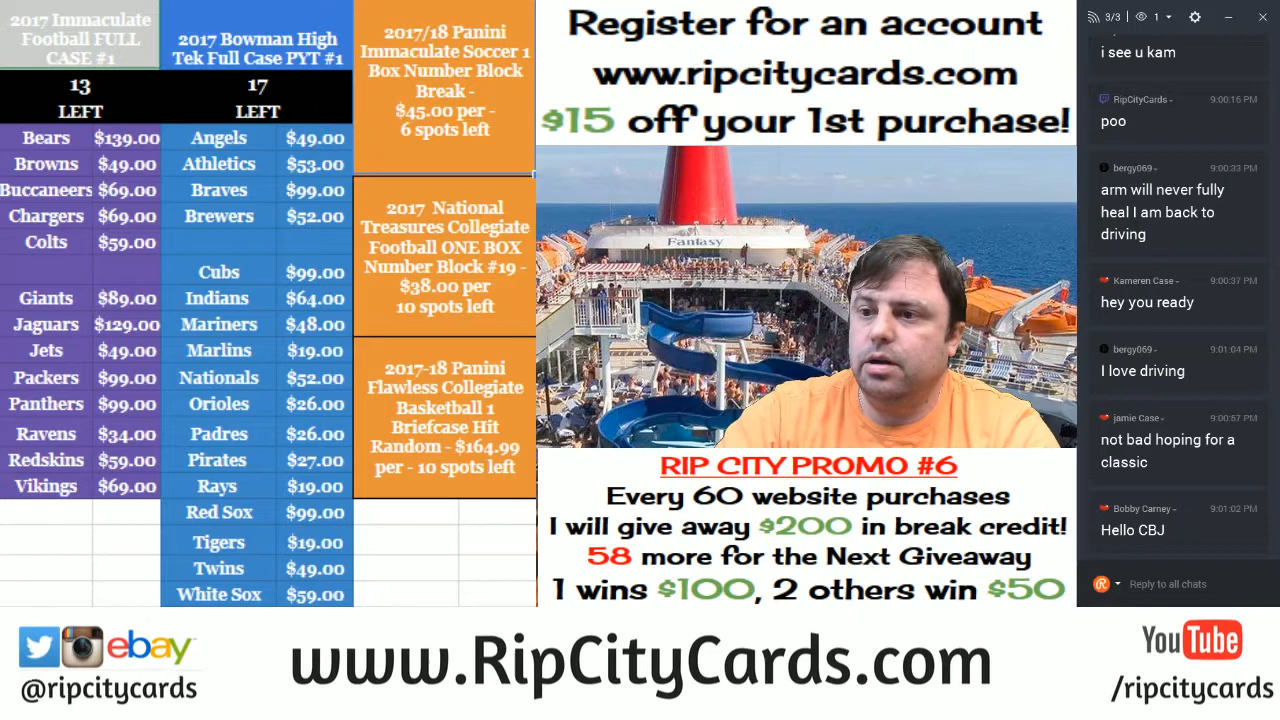 2017 Immaculate
Football FULL
CASE #1
13
LEFT
Bears $139.00
Browns $49.00
Buccaneers $69.00
Chargers $69.00
Colts $59.00
Giants $89.00
Jaguars $129.00
Jets $49.00
Packers $99.00
Panthers $99.00
Ravens $34.00
Redskins $59.00
Vikings $69.00
2017 Bowman High
Tek Full Case PYT #1
17
LEFT
Angels $49.00
Athletics $53.00
Braves $99.00
Brewers $52.00
Cubs $99.00
Indians $64.00
Mariners $48.00
Marlins $19.00
Nationals $52.00
Orioles $26.00
Padres $26.00
Pirates $27.00
Rays $19.00
Red Sox $99.00
Tigers $19.00
Twins $49.00
White Sox $59.00
2017/18 Panini
Immaculate Soccer 1
Box Number Block
Break -
$45.00 per -
6 spots left
2017 National
Treasures Collegiate
Football ONE BOX
Number Block #19 -
$38.00 per
10 spots left
2017-18 Panini
Flawless Collegiate
Basketball 1
Briefcase Hit
Random - $164.99
per - 10 spots left
Register for an account
www.ripcitycards.com
$15 off your 1st purchase!
Fantasy
RIP CITY PROMO #6
Every 60 website purchases
I will give away $200 in break credit!
58 more for the Next Giveaway
1 wins $100, 2 others win $50
3/3 1
i see u kam
RipCityCards 9:00:16 PM
poo
bergy069 9:00:33 PM
arm will never fully
heal I am back to
driving
Kameren Case 9:00:37 PM
hey you ready
bergy069 9:01:04 PM
I love driving
jamie Case 9:00:57 PM
not bad hoping for a
classic
Bobby Carney 9:01:02 PM
Hello CBJ
Reply to all chats
ebay
@ripcitycards
www.RipCityCards.com
YouTube
/ripcitycards